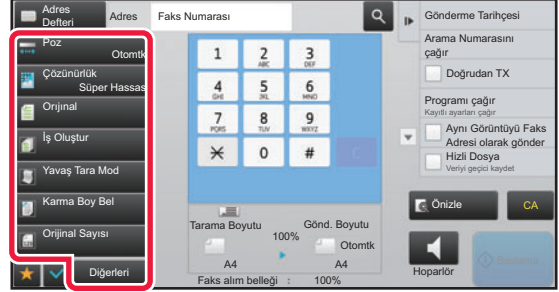 Adres
Defteri
Adres
Faks Numarası
Poz
Otomtk
Çözünürlük
Süper Hassas
Orijinal
İş Oluştur
Yavaş Tara Mod
Karma Boy Bel
Orijinal Sayısı
Diğerleri
1
2
ABC
3
DEF
4
GHI
5
JKL
6
MNO
7
PQRS
8
TUV
9
WXYZ
0
#
C
Tarama Boyutu
100%
Gönd. Boyutu
Otomtk
A4
A4
Faks alım belleği : 100%
Gönderme Tarihçesi
Arama Numarasını
çağır
Doğrudan TX
Programı çağır
Kayıtlı ayarları çağır
Aynı Görüntüyü Faks
Adresi olarak gönder
Hizli Dosya
Veriyi geçici kaydet
Önizle
CA
Hoparlör